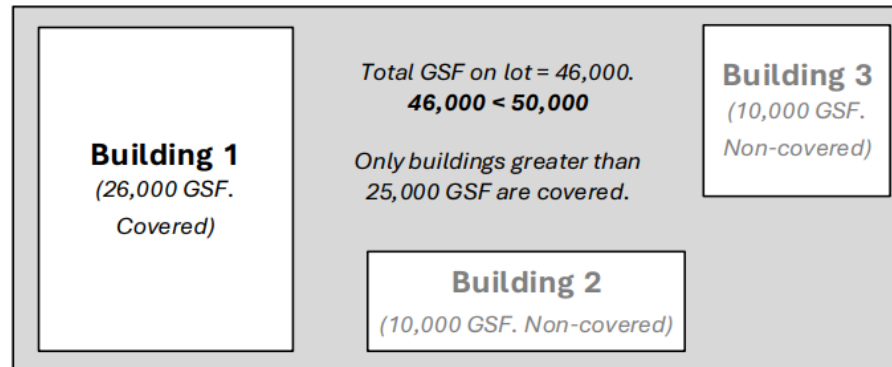 Building 1
(26,000 GSF.
Covered)
Total GSF on lot = 46,000.
46,000 < 50,000
Only buildings greater than
25,000 GSF are covered.
Building 3
(10,000 GSF.
Non-covered)
Building 2
(10,000 GSF. Non-covered)